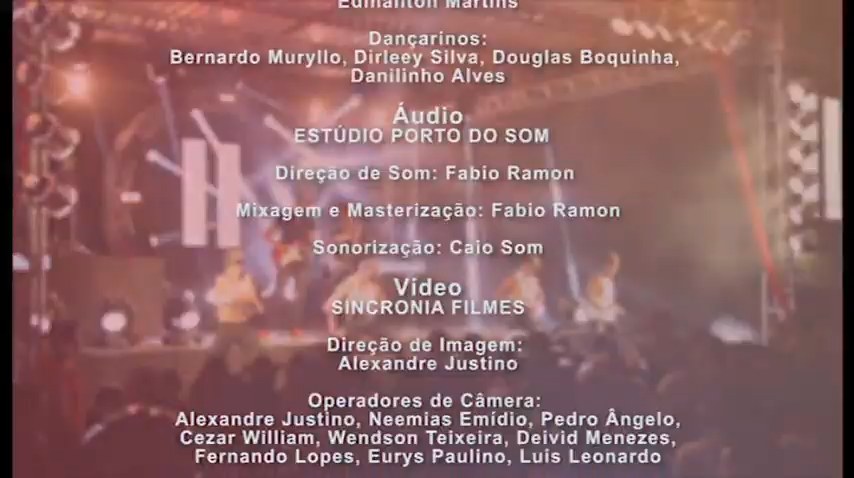 Edmailton Martins
Dançarinos:
Bernardo Muryllo, Dirleey Silva, Douglas Boquinha,
Danilinho Alves
Áudio
ESTÚDIO PORTO DO SOM
Direção de Som: Fabio Ramon
Mixagem e Masterização: Fabio Ramon
Sonorização: Caio Som
Vídeo
SINCRONIA FILMES
Direção de Imagem:
Alexandre Justino
Operadores de Câmera:
Alexandre Justino, Neemias Emídio, Pedro Ângelo,
Cezar William, Wendson Teixeira, Deivid Menezes,
Fernando Lopes, Eurys Paulino, Luis Leonardo